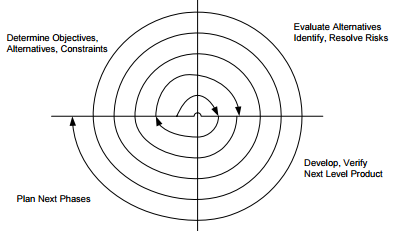 Determine Objectives,
Alternatives, Constraints
Evaluate Alternatives
Identify, Resolve Risks
Develop, Verify
Next Level Product
Plan Next Phases